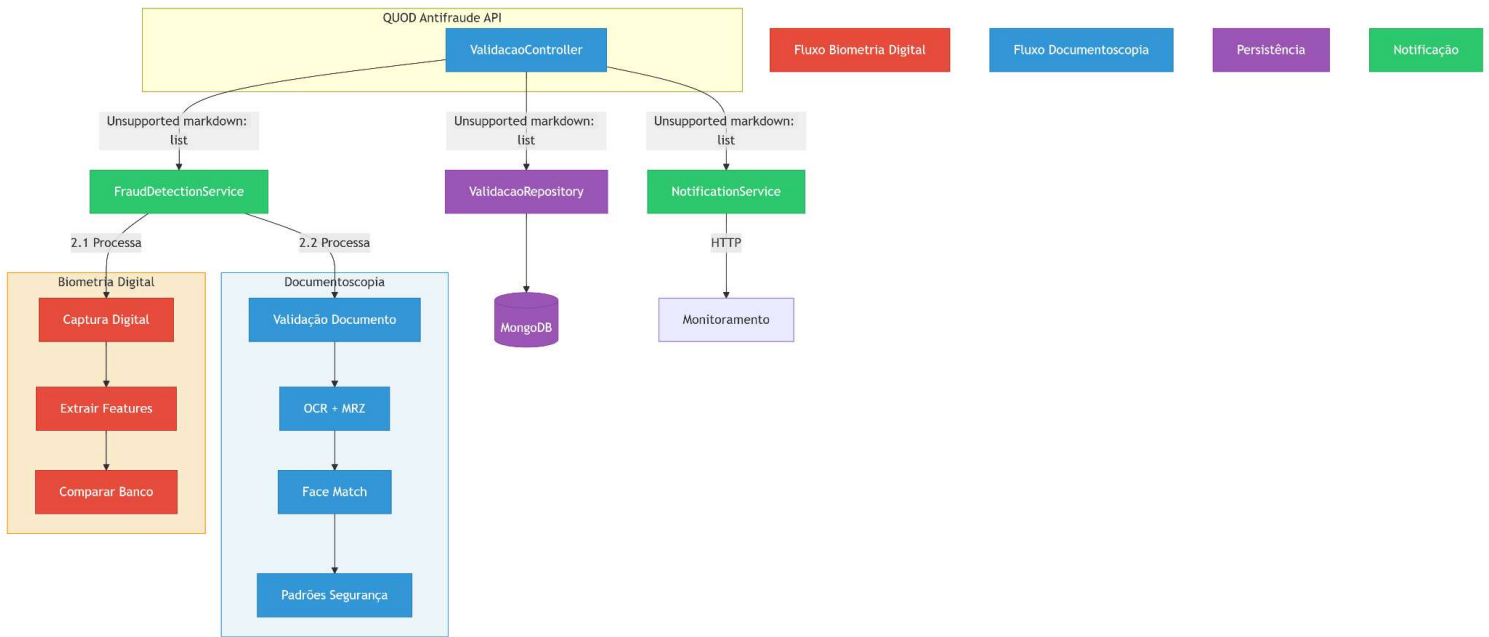 QUOD Antifraude API
ValidacaoController
Fluxo Biometria Digital
Fluxo Documentoscopia
Persistência
Notificação
Unsupported markdown:
list
Unsupported markdown:
list
Unsupported markdown:
list
FraudDetectionService
ValidacaoRepository
NotificationService
2.1 Processa
2.2 Processa
HTTP
Biometria Digital
Documentoscopia
Captura Digital
Validação Documento
MongoDB
Monitoramento
Extrair Features
OCR + MRZ
Comparar Banco
Face Match
Padrões Segurança